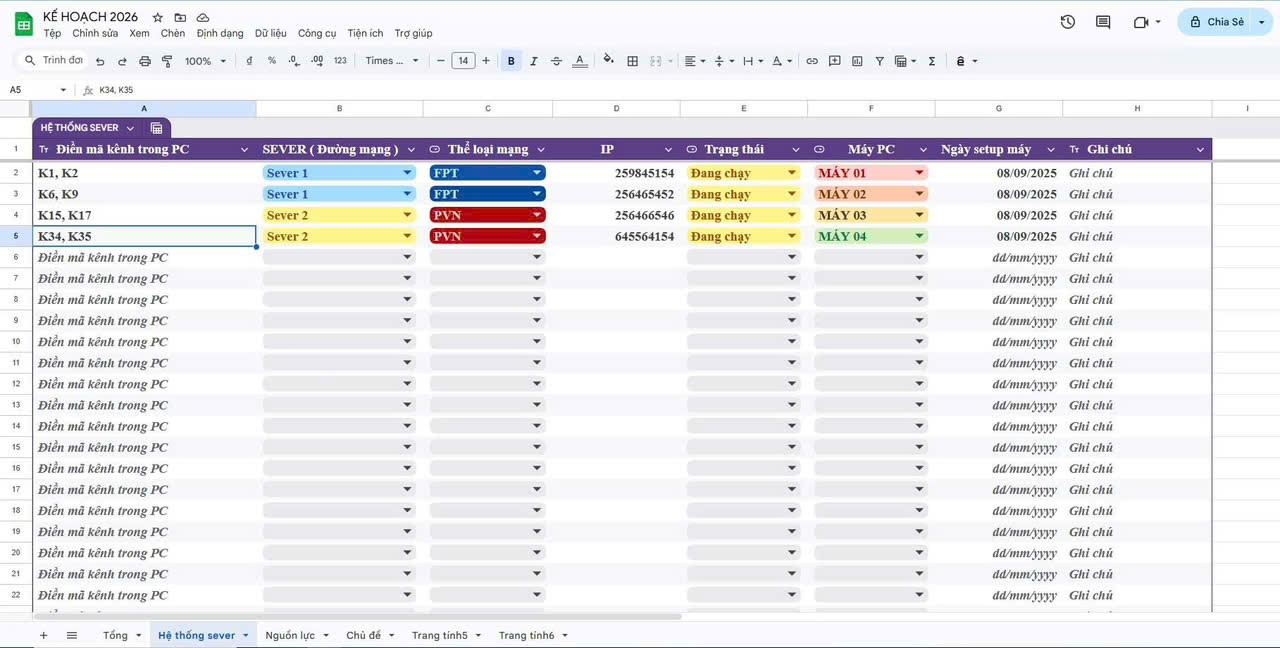 KẾ HOẠCH 2026
Tệp Chỉnh sửa Xem Chèn Định dạng Dữ liệu Công cụ Tiện ích Trợ giúp
Chia Sẻ
Trình đơn 100% đ % .0 .00 123 Times ... 14 B I A
A5 K34, K35
A B C D E F G H I
HỆ THỐNG SEVER
1 Tт Điền mã kênh trong PC SEVER ( Đường mạng ) Thể loại mạng IP Trạng thái Máy PC Ngày setup máy Tт Ghi chú
2 K1, K2 Sever 1 FPT 259845154 Đang chạy MÁY 01 08/09/2025 Ghi chú
3 K6, K9 Sever 1 FPT 256465452 Đang chạy MÁY 02 08/09/2025 Ghi chú
4 K15, K17 Sever 2 PVN 256466546 Đang chạy MÁY 03 08/09/2025 Ghi chú
5 K34, K35 Sever 2 PVN 645564154 Đang chạy MÁY 04 08/09/2025 Ghi chú
6 Điền mã kênh trong PC dd/mm/yyyy Ghi chú
7 Điền mã kênh trong PC dd/mm/yyyy Ghi chú
8 Điền mã kênh trong PC dd/mm/yyyy Ghi chú
9 Điền mã kênh trong PC dd/mm/yyyy Ghi chú
10 Điền mã kênh trong PC dd/mm/yyyy Ghi chú
11 Điền mã kênh trong PC dd/mm/yyyy Ghi chú
12 Điền mã kênh trong PC dd/mm/yyyy Ghi chú
13 Điền mã kênh trong PC dd/mm/yyyy Ghi chú
14 Điền mã kênh trong PC dd/mm/yyyy Ghi chú
15 Điền mã kênh trong PC dd/mm/yyyy Ghi chú
16 Điền mã kênh trong PC dd/mm/yyyy Ghi chú
17 Điền mã kênh trong PC dd/mm/yyyy Ghi chú
18 Điền mã kênh trong PC dd/mm/yyyy Ghi chú
19 Điền mã kênh trong PC dd/mm/yyyy Ghi chú
20 Điền mã kênh trong PC dd/mm/yyyy Ghi chú
21 Điền mã kênh trong PC dd/mm/yyyy Ghi chú
22 Điền mã kênh trong PC dd/mm/yyyy Ghi chú
Tổng Hệ thống sever Nguồn lực Chủ đề Trang tính5 Trang tính6